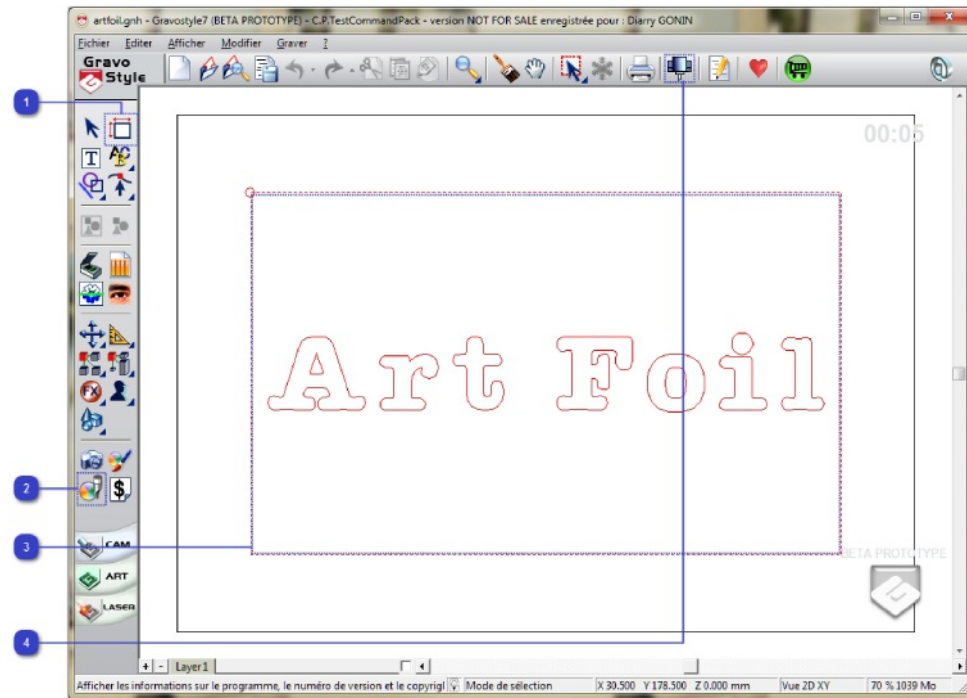 artfoil.gnh - Gravostyle7 (BETA PROTOTYPE) - C.P.TestCommandPack - version NOT FOR SALE enregistrée pour : Diarry GONIN
Fichier Editer Afficher Modifier Graver ?
Gravo
Style
1
T
00:05
FX
Art Foil
2
$
3
CAM
BETA PROTOTYPE
ART
LASER
4
+ - Layer1
Afficher les informations sur le programme, le numéro de version et le copyrigl Mode de sélection X 30.500 Y 178.500 Z 0.000 mm Vue 2D XY 70 % 1039 Mo